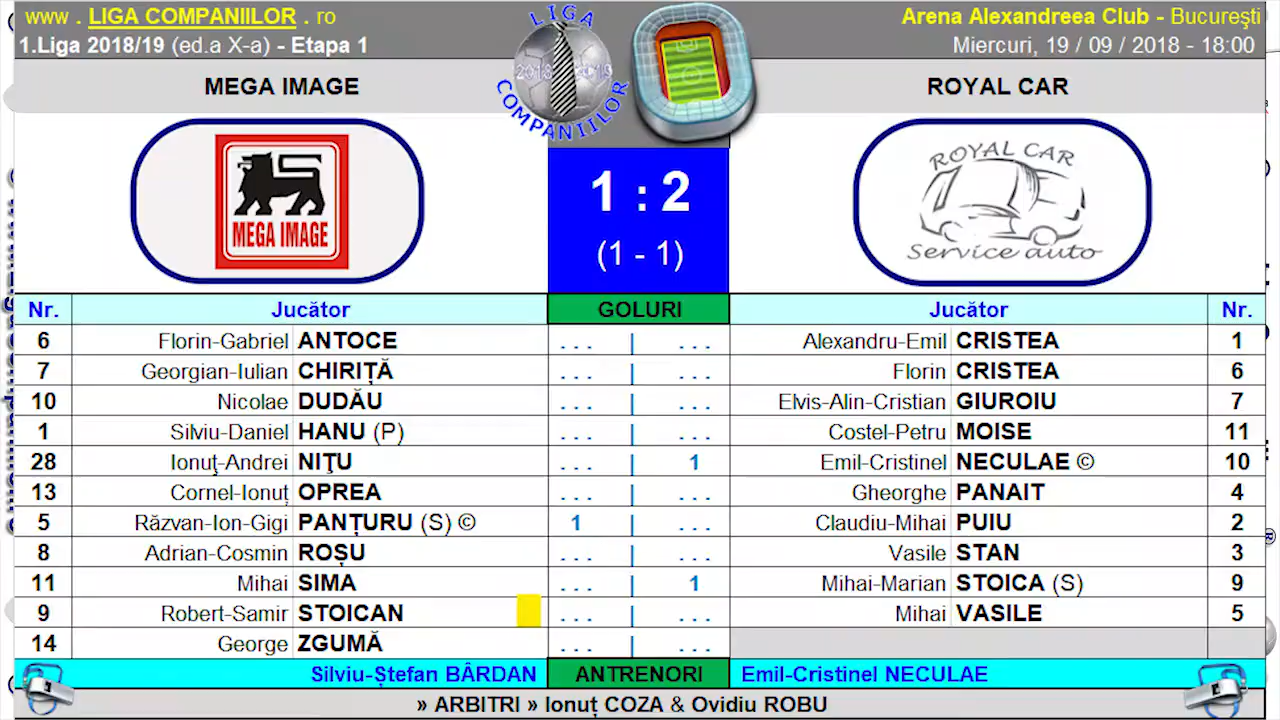 www . LIGA COMPANIILOR . ro
Arena Alexandreea Club - Bucureşti
1.Liga 2018/19 (ed.a X-a) - Etapa 1
Miercuri, 19 / 09 / 2018 - 18:00
LIGA
2018 2019
COMPANIILOR
MEGA IMAGE
ROYAL CAR
MEGA IMAGE
1 : 2
(1 - 1)
ROYAL CAR
Service auto
Nr. Jucător GOLURI Jucător Nr.
6 Florin-Gabriel ANTOCE ... | ... Alexandru-Emil CRISTEA 1
7 Georgian-Iulian CHIRIȚĂ ... | ... Florin CRISTEA 6
10 Nicolae DUDĂU ... | ... Elvis-Alin-Cristian GIUROIU 7
1 Silviu-Daniel HANU (P) ... | ... Costel-Petru MOISE 11
28 Ionuţ-Andrei NIŢU ... | 1 Emil-Cristinel NECULAE © 10
13 Cornel-Ionuț OPREA ... | ... Gheorghe PANAIT 4
5 Răzvan-Ion-Gigi PANȚURU (S) © 1 | ... Claudiu-Mihai PUIU 2
8 Adrian-Cosmin ROȘU ... | ... Vasile STAN 3
11 Mihai SIMA ... | 1 Mihai-Marian STOICA (S) 9
9 Robert-Samir STOICAN ... | ... Mihai VASILE 5
14 George ZGUMĂ ... | ...
Silviu-Ștefan BÂRDAN ANTRENORI Emil-Cristinel NECULAE
» ARBITRI » Ionuț COZA & Ovidiu ROBU